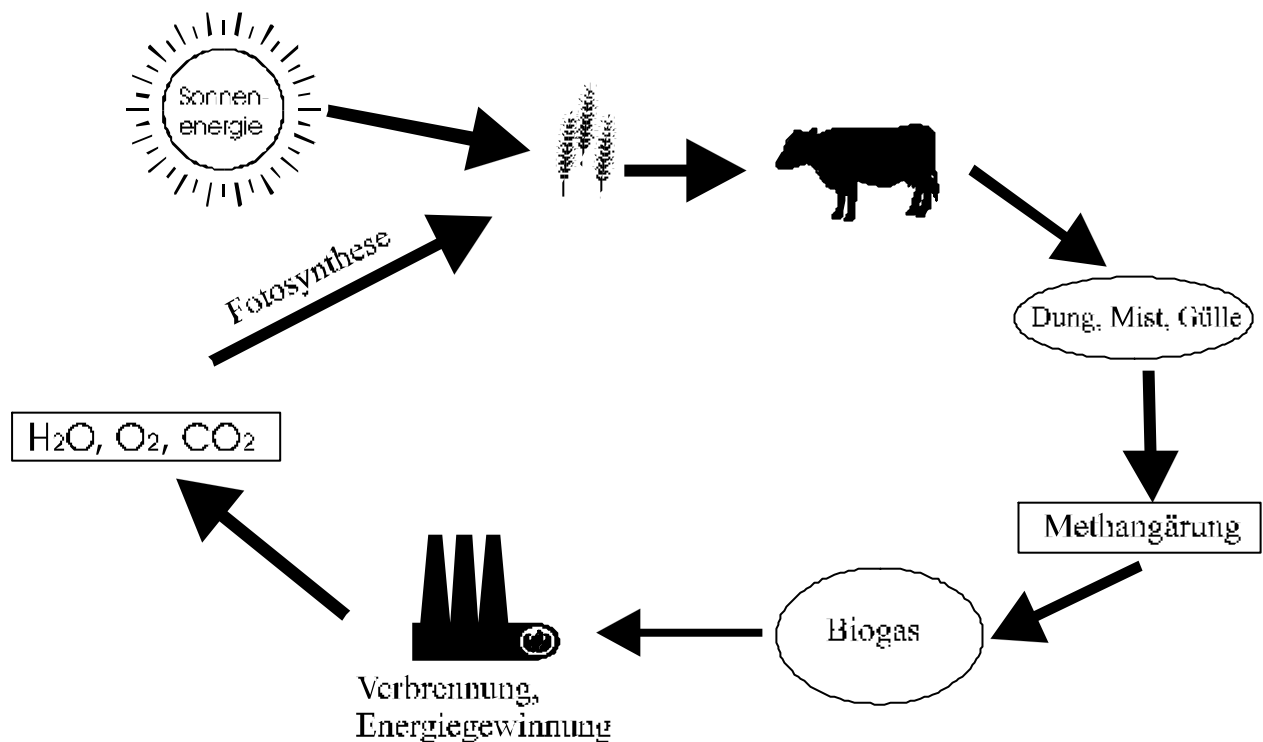 Sonnen-
energie
Fotosynthese
Dung, Mist, Gülle
H₂O, O₂, CO₂
Methangärung
Biogas
Verbrennung,
Energiegewinnung